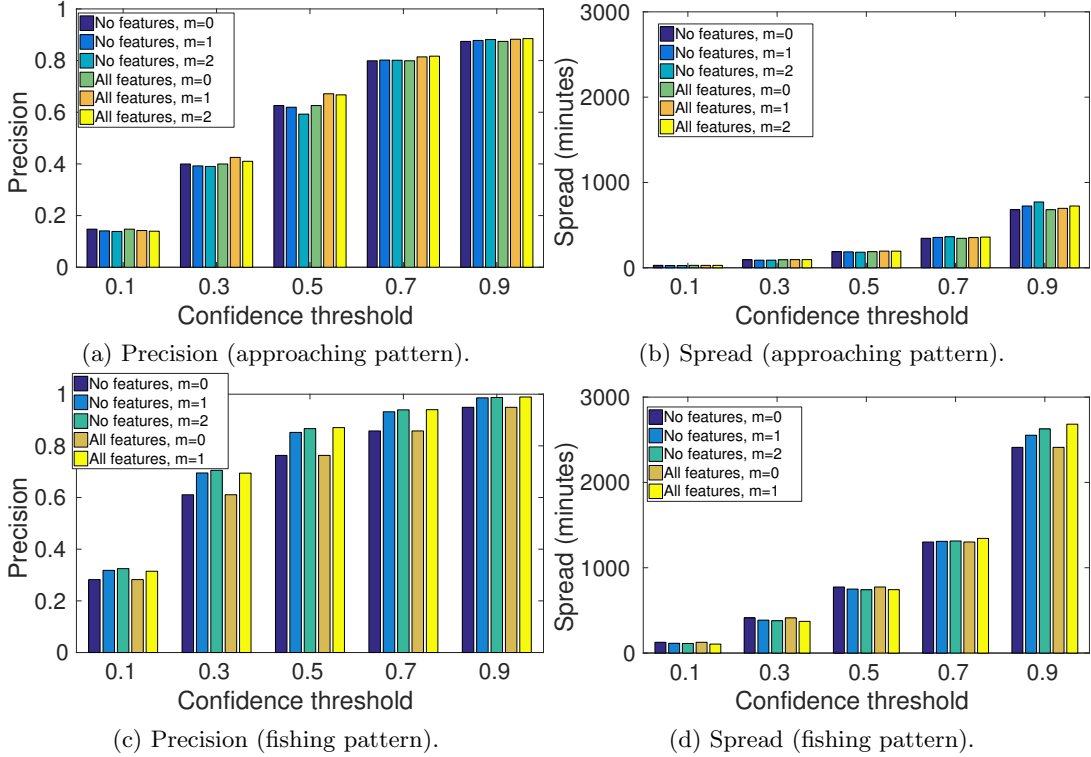 Precision
1
0.8
0.6
0.4
0.2
0
No features, m=0
No features, m=1
No features, m=2
All features, m=0
All features, m=1
All features, m=2
0.1 0.3 0.5 0.7 0.9
Confidence threshold
(a) Precision (approaching pattern).
Spread (minutes)
3000
2000
1000
0
No features, m=0
No features, m=1
No features, m=2
All features, m=0
All features, m=1
All features, m=2
0.1 0.3 0.5 0.7 0.9
Confidence threshold
(b) Spread (approaching pattern).
Precision
1
0.8
0.6
0.4
0.2
0
No features, m=0
No features, m=1
No features, m=2
All features, m=0
All features, m=1
0.1 0.3 0.5 0.7 0.9
Confidence threshold
(c) Precision (fishing pattern).
Spread (minutes)
3000
2000
1000
0
No features, m=0
No features, m=1
No features, m=2
All features, m=0
All features, m=1
0.1 0.3 0.5 0.7 0.9
Confidence threshold
(d) Spread (fishing pattern).